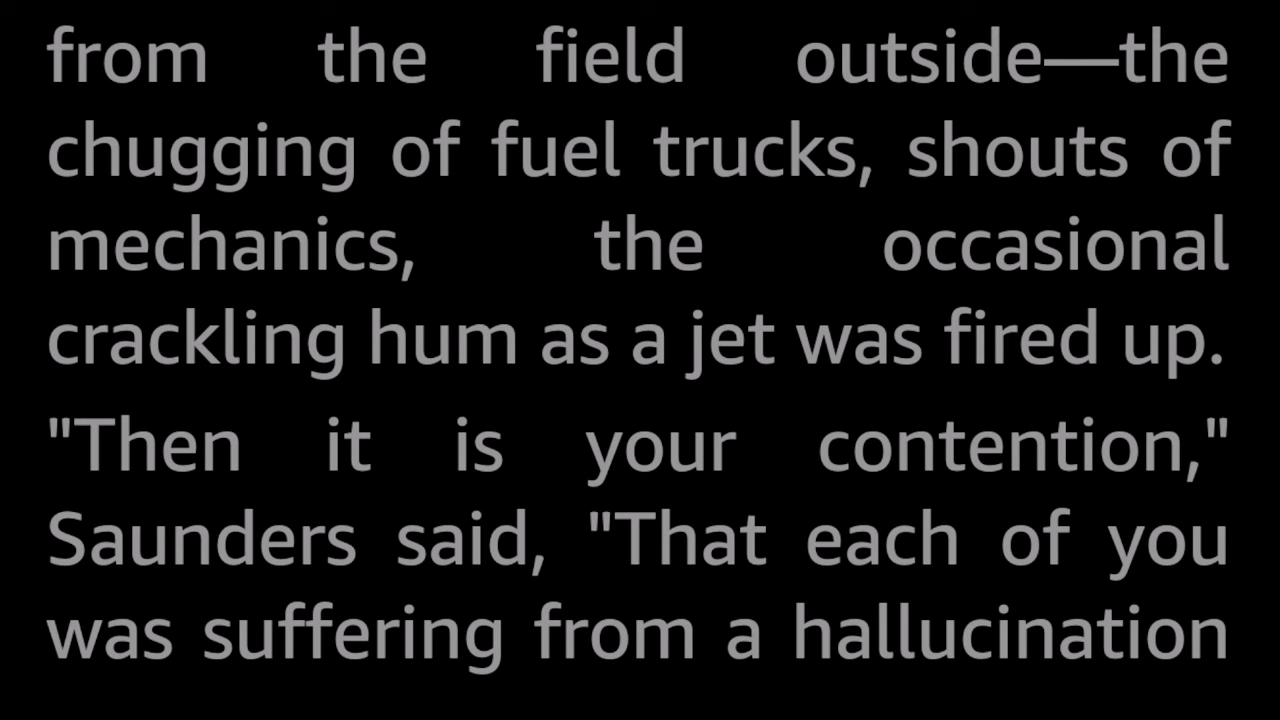 from the field outside—the
chugging of fuel trucks, shouts of
mechanics, the occasional
crackling hum as a jet was fired up.
"Then it is your contention,"
Saunders said, "That each of you
was suffering from a hallucination